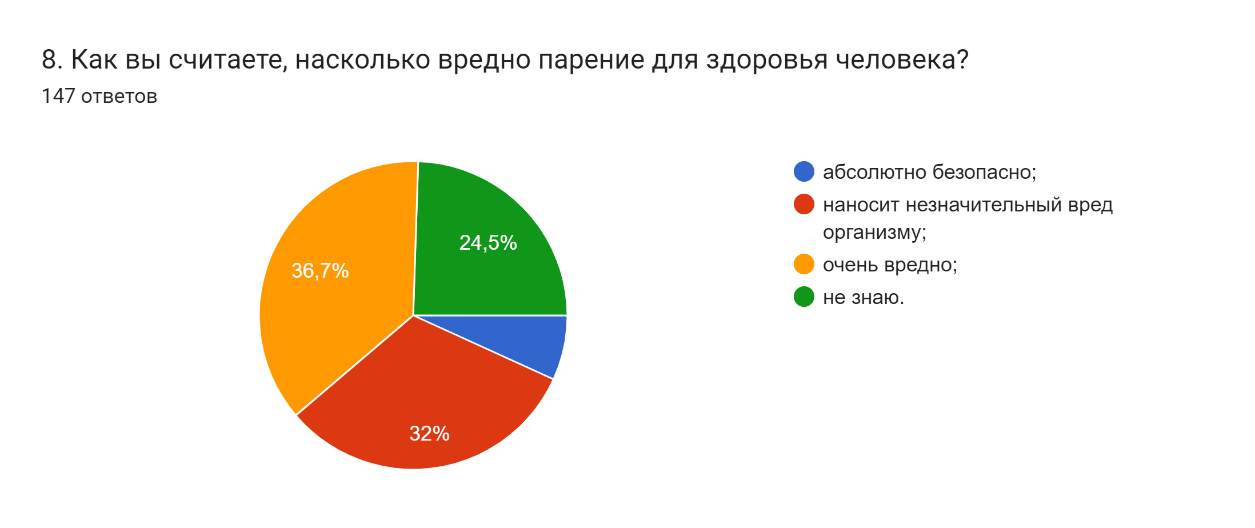 8. Как вы считаете, насколько вредно парение для здоровья человека?
147 ответов
24,5%
36,7%
32%
абсолютно безопасно;
наносит незначительный вред
организму;
очень вредно;
не знаю.